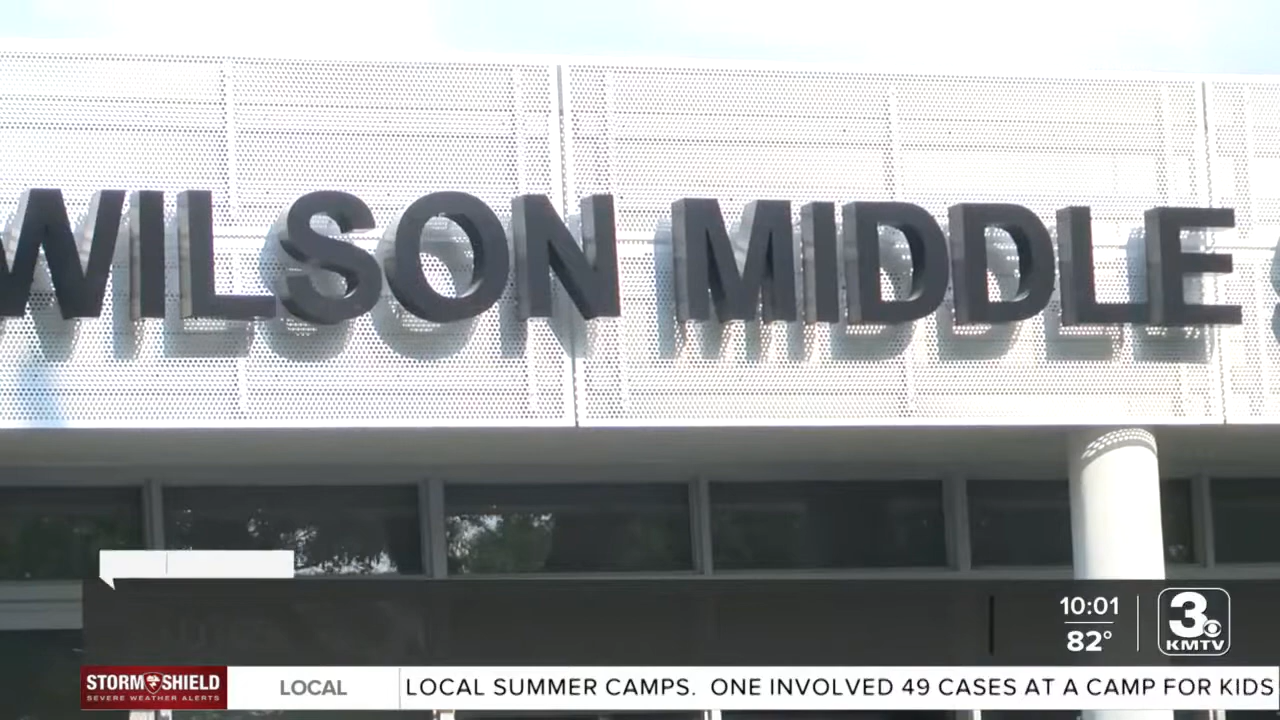 WILSON MIDDLE
10:01
82°
3
KMTV
STORM SHIELD
SEVERE WEATHER ALERTS
LOCAL
LOCAL SUMMER CAMPS. ONE INVOLVED 49 CASES AT A CAMP FOR KIDS